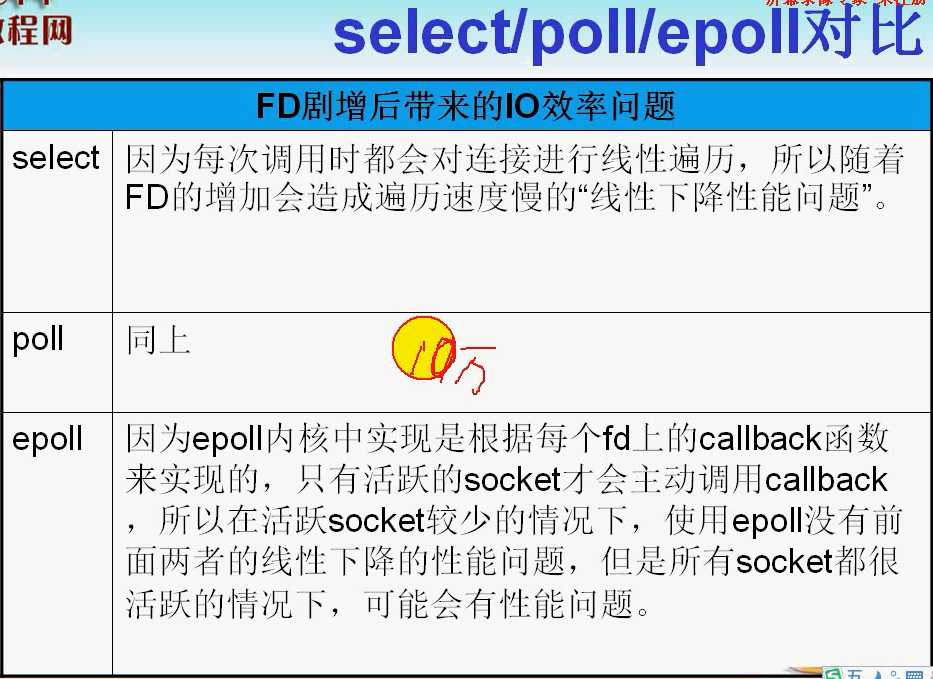 程网
select/poll/epoll对比
FD剧增后带来的IO效率问题
select
因为每次调用时都会对连接进行线性遍历，所以随着
FD的增加会造成遍历速度慢的“线性下降性能问题”。
poll
同上
10万
epoll
因为epoll内核中实现是根据每个fd上的callback函数
来实现的，只有活跃的socket才会主动调用callback
，所以在活跃socket较少的情况下，使用epoll没有前
面两者的线性下降的性能问题，但是所有socket都很
活跃的情况下，可能会有性能问题。
五